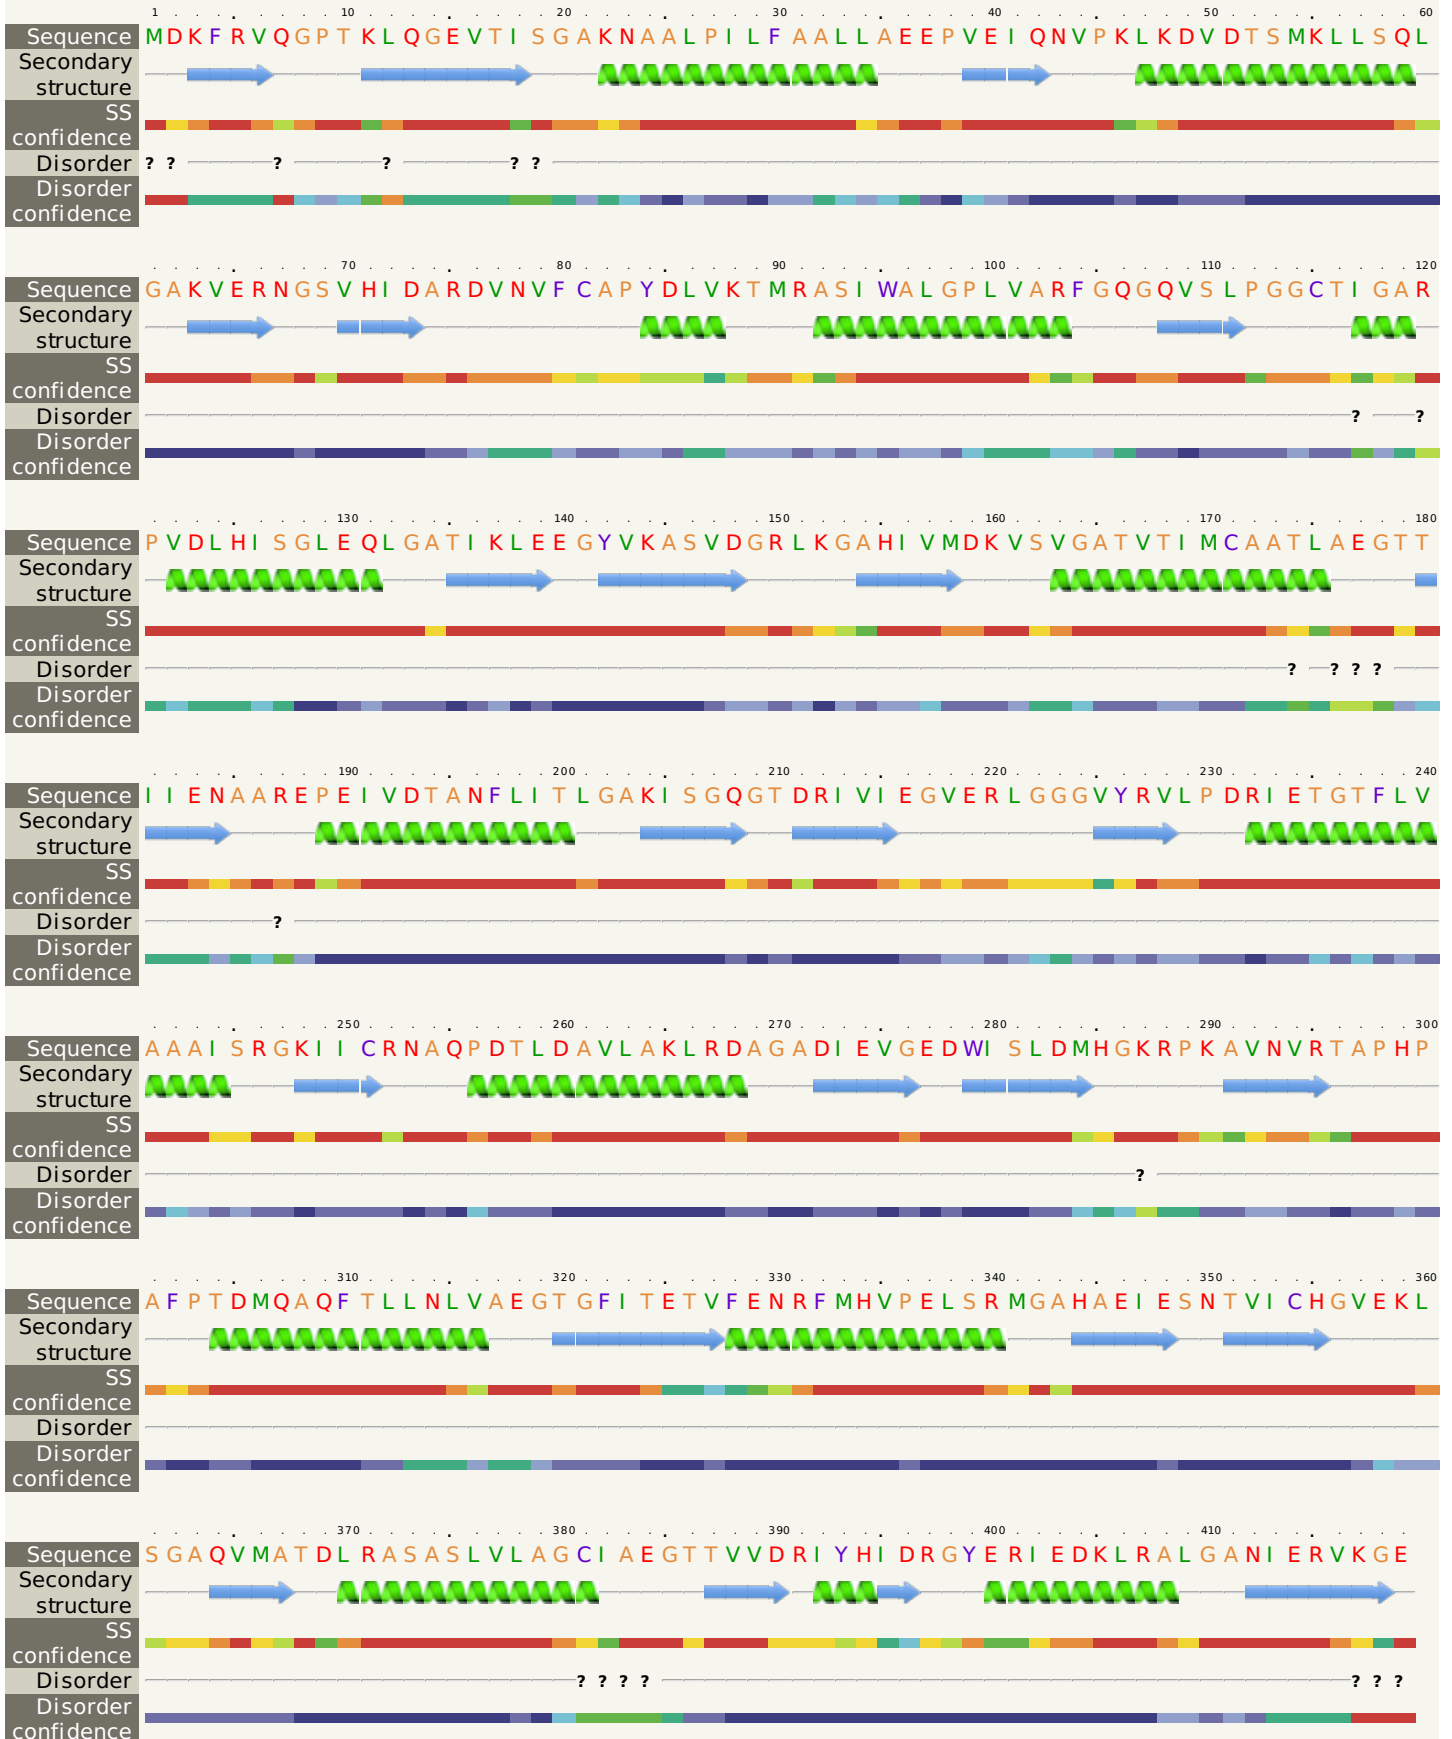 1 10 20 30 40 50 60
Sequence MDKFRVQGPTKLQGEVTISGAKNAALPILFAALLAEEPVEIQNVPKLKDVDTSMKLLSQL
Secondary
structure
SS
confidence
Disorder ? ? ? ? ? ?
Disorder
confidence
70 80 90 100 110 120
Sequence GAKVERNGSVHIDARDVNVFCAPYDLVKTMRASIWALGPLVARFGQGQVSLPGGCTIGAR
Secondary
structure
SS
confidence
Disorder ? ?
Disorder
confidence
130 140 150 160 170 180
Sequence PVDLHISGLEQLGATIKLEEGYVKASVDGRLKGAHIVMDKVSVGATVTIMCAATLAEGTT
Secondary
structure
SS
confidence
Disorder ? ? ? ?
Disorder
confidence
190 200 210 220 230 240
Sequence IIENAAREPEIVDTANFLITLGAKISGQGTDRIVIEGVERLGGGVYRVLPDRIETGTFLV
Secondary
structure
SS
confidence
Disorder ?
Disorder
confidence
250 260 270 280 290 300
Sequence AAAISRGKIICRNAQPDTLDAVLAKLRDAGADIEVGEDWISLDMHGKRPKAVNVRTAPHP
Secondary
structure
SS
confidence
Disorder ?
Disorder
confidence
310 320 330 340 350 360
Sequence AFPTDMQAQFTLLNLVAEGTGFITETVFENRFMHVPELSRMGAHAEIESNTVICHGVEKL
Secondary
structure
SS
confidence
Disorder
Disorder
confidence
370 380 390 400 410
Sequence SGAQVMATDLRASASLVLAGCIAEGTTVVDRIYHIDRGYERIEDKLRALGANIERVKGE
Secondary
structure
SS
confidence
Disorder ? ? ? ? ? ? ?
Disorder
confidence